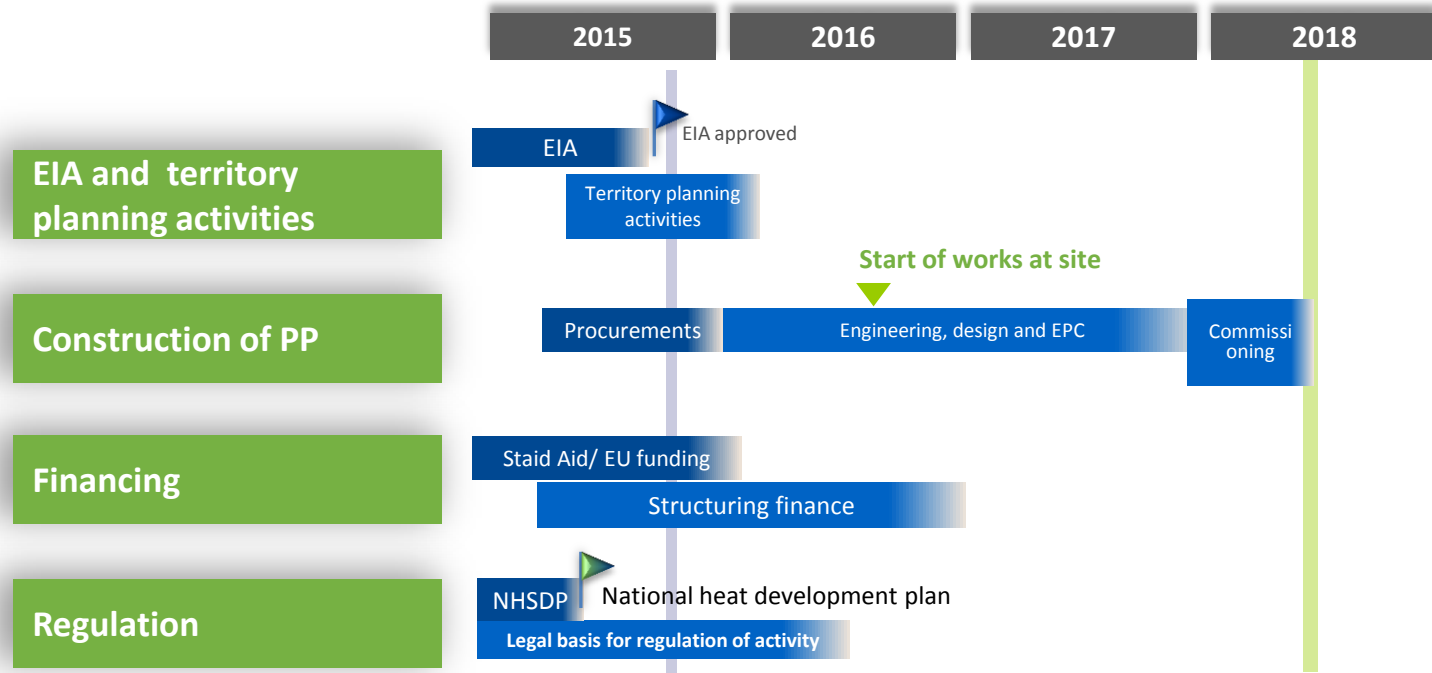 2015
2016
2017
2018
EIA and territory
planning activities
EIA
EIA approved
Territory planning
activities
Start of works at site
Construction of PP
Procurements
Engineering, design and EPC
Commissi
oning
Financing
Staid Aid/ EU funding
Structuring finance
Regulation
NHSDP
National heat development plan
Legal basis for regulation of activity